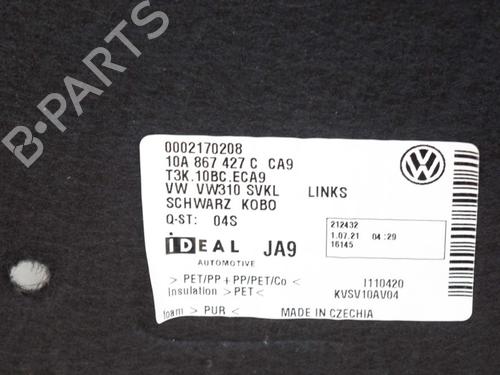 0002170208
10A 867 427 C CA9
T3K.10BC.ECA9
VW VW310 SVKL LINKS
SCHWARZ KOBO
Q-ST: 04S
iDEAL JA9
AUTOMOTIVE
212432
1.07.21 04:29
16145
> PET/PP + PP/PET/Co <
Insulation > PET <
I110420
KVSV10AV04
foam > PUR <
MADE IN CZECHIA
B-PARTS